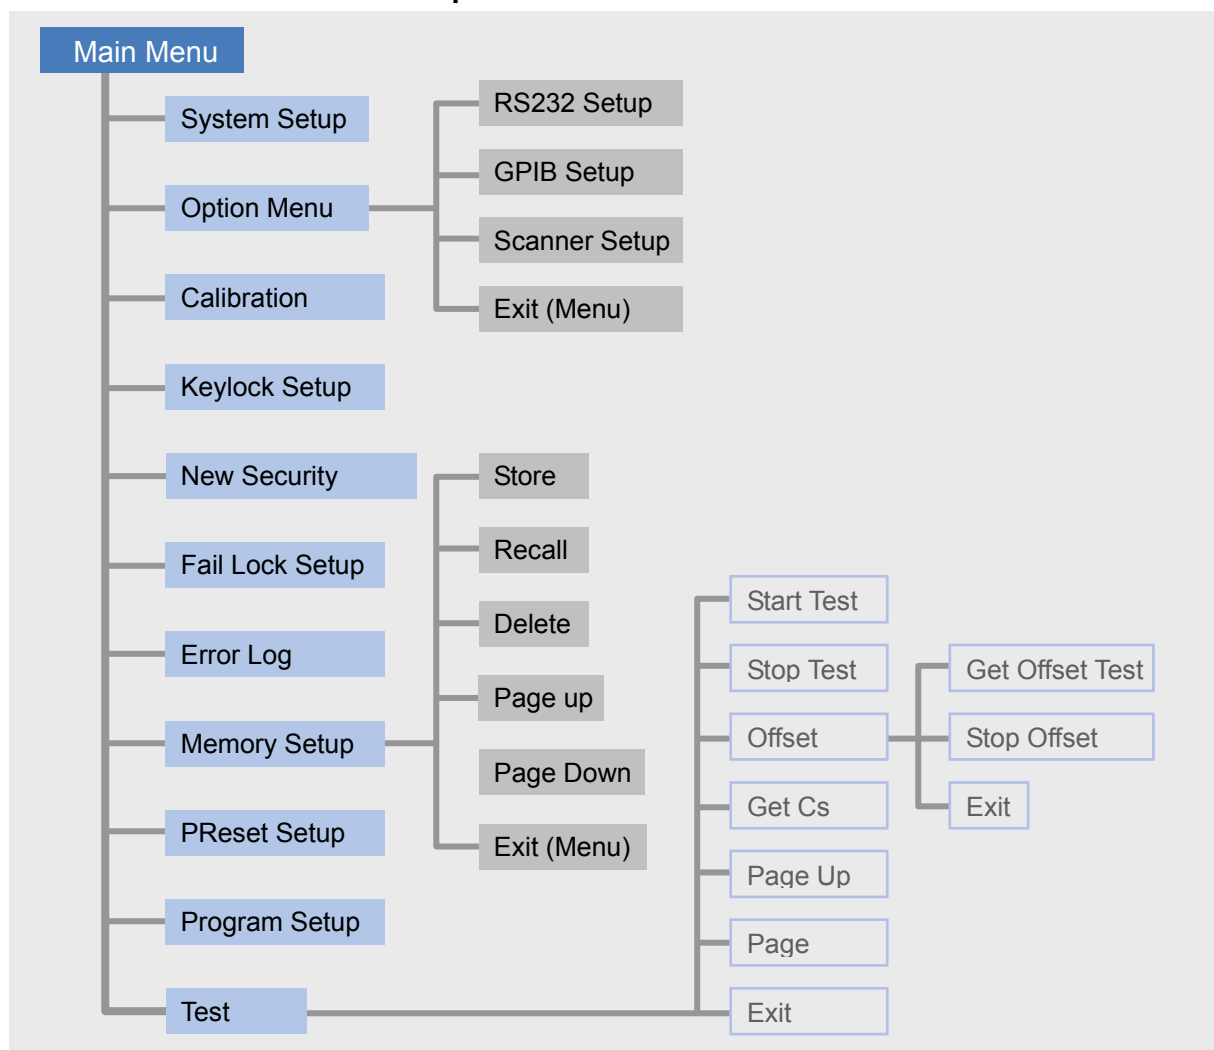 Main Menu
System Setup
Option Menu
Calibration
Keylock Setup
New Security
Fail Lock Setup
Error Log
Memory Setup
PReset Setup
Program Setup
Test
RS232 Setup
GPIB Setup
Scanner Setup
Exit (Menu)
Store
Recall
Delete
Page up
Page Down
Exit (Menu)
Start Test
Stop Test
Offset
Get Cs
Page Up
Page
Exit
Get Offset Test
Stop Offset
Exit